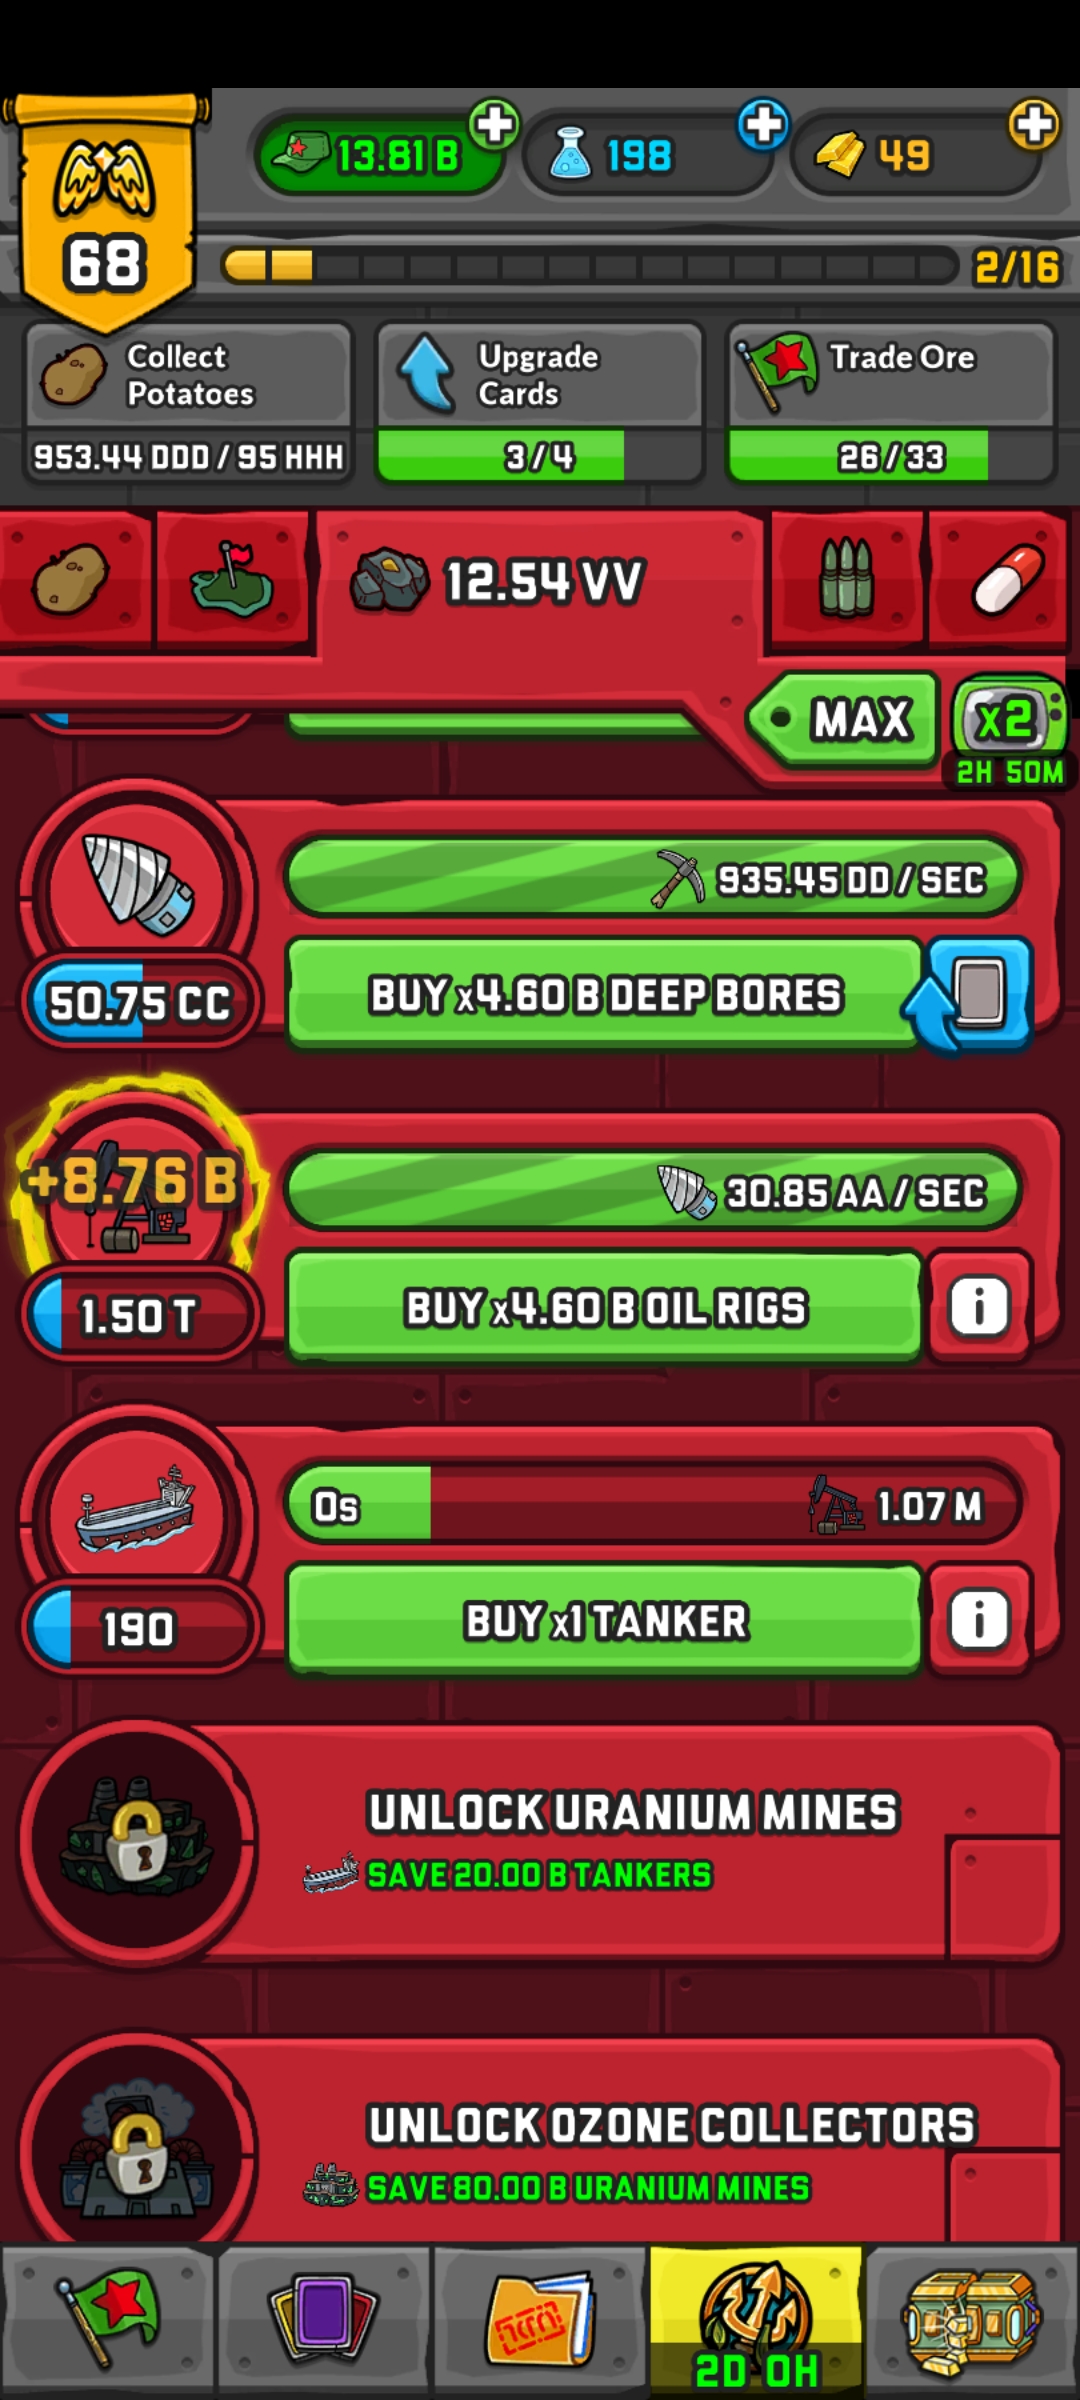 13.81 B
198
49
68
2/16
Collect
Potatoes
Upgrade
Cards
Trade Ore
953.44 DDD / 95 HHH
3/4
26/33
12.54 VV
MAX
x2
2H 50M
935.45 DD / SEC
50.75 CC
BUY x4.60 B DEEP BORES
+8.76 B
30.85 AA / SEC
1.50 T
BUY x4.60 B OIL RIGS
i
0s
1.07 M
190
BUY x1 TANKER
i
UNLOCK URANIUM MINES
SAVE 20.00 B TANKERS
UNLOCK OZONE COLLECTORS
SAVE 80.00 B URANIUM MINES
2D 0H